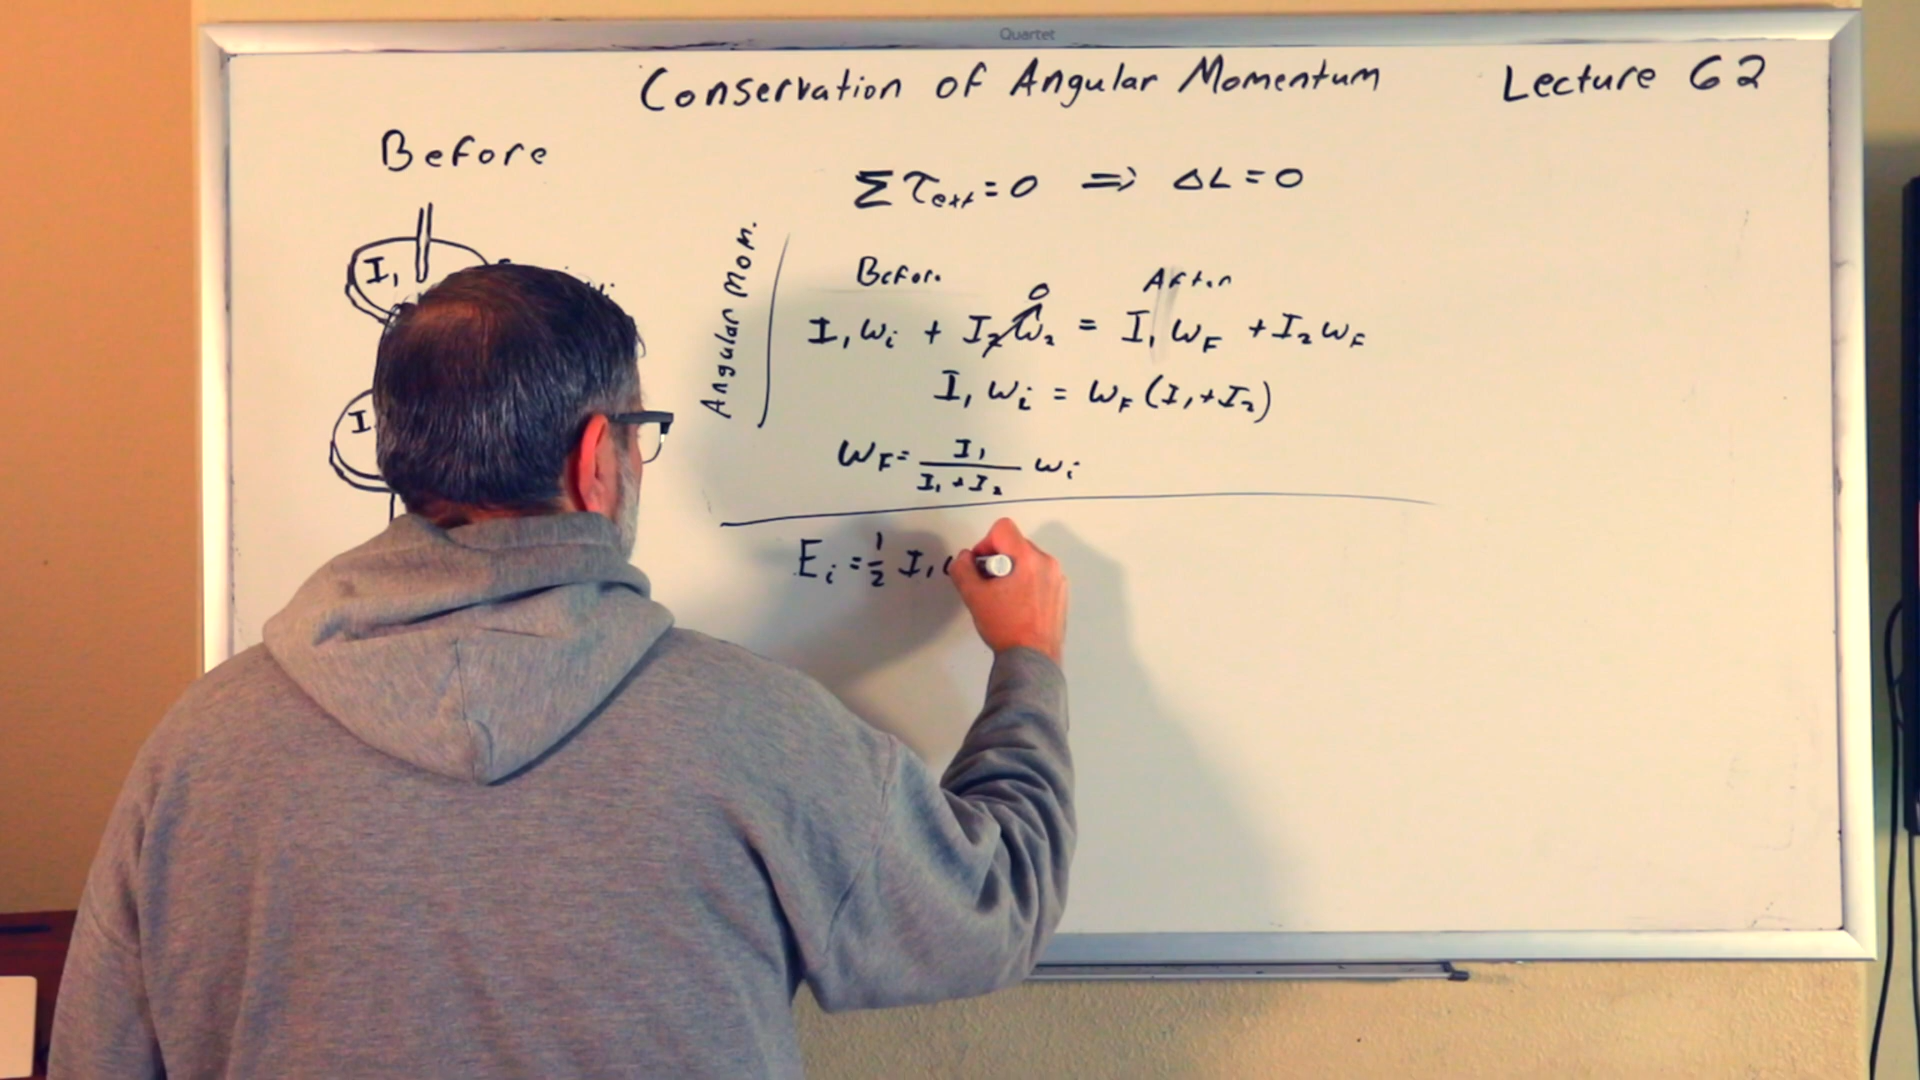 Quartet
Conservation of Angular Momentum
Lecture 62
Before
Στext = 0 ⇒ ΔL = 0
I1
I
Angular Mom.
Before After
I1 ωi + I2 ω2 0 = I1 ωF + I2 ωF
I1 ωi = ωF (I1 + I2)
ωF = I1 / (I1 + I2) ωi
Ei = 1/2 I1